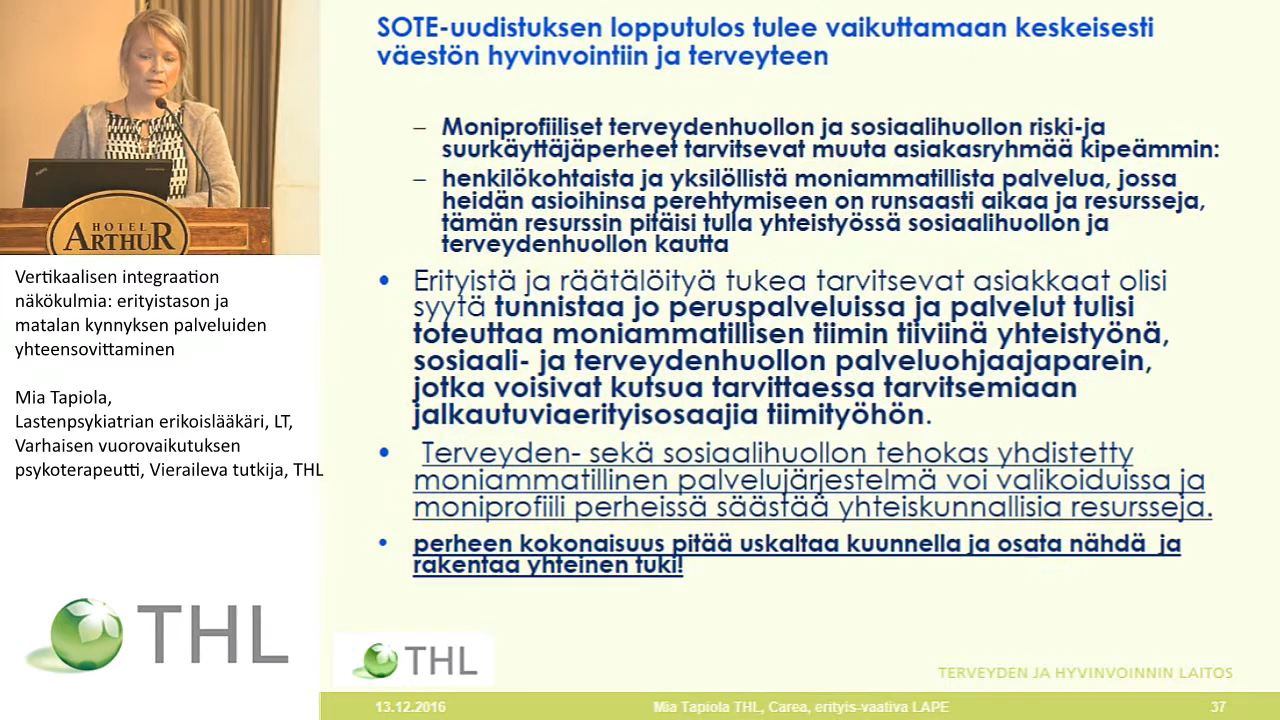 HOTEL
ARTHUR
Vertikaalisen integraation
näkökulmia: erityistason ja
matalan kynnyksen palveluiden
yhteensovittaminen
Mia Tapiola,
Lastenpsykiatrian erikoislääkäri, LT,
Varhaisen vuorovaikutuksen
psykoterapeutti, Vieraileva tutkija, THL
THL
SOTE-uudistuksen lopputulos tulee vaikuttamaan keskeisesti
väestön hyvinvointiin ja terveyteen
– Moniprofiiliset terveydenhuollon ja sosiaalihuollon riski-ja
suurkäyttäjäperheet tarvitsevat muuta asiakasryhmää kipeämmin:
– henkilökohtaista ja yksilöllistä moniammatillista palvelua, jossa
heidän asioihinsa perehtymiseen on runsaasti aikaa ja resursseja,
tämän resurssin pitäisi tulla yhteistyössä sosiaalihuollon ja
terveydenhuollon kautta
• Erityistä ja räätälöityä tukea tarvitsevat asiakkaat olisi
syytä tunnistaa jo peruspalveluissa ja palvelut tulisi
toteuttaa moniammatillisen tiimin tiiviinä yhteistyönä,
sosiaali- ja terveydenhuollon palveluohjaajaparein,
jotka voisivat kutsua tarvittaessa tarvitsemiaan
jalkautuviaerityisosaajia tiimityöhön.
• Terveyden- sekä sosiaalihuollon tehokas yhdistetty
moniammatillinen palvelujärjestelmä voi valikoiduissa ja
moniprofiili perheissä säästää yhteiskunnallisia resursseja.
• perheen kokonaisuus pitää uskaltaa kuunnella ja osata nähdä ja
rakentaa yhteinen tuki!
THL
TERVEYDEN JA HYVINVOINNIN LAITOS
13.12.2016
Mia Tapiola THL, Carea, erityis-vaativa LAPE
37